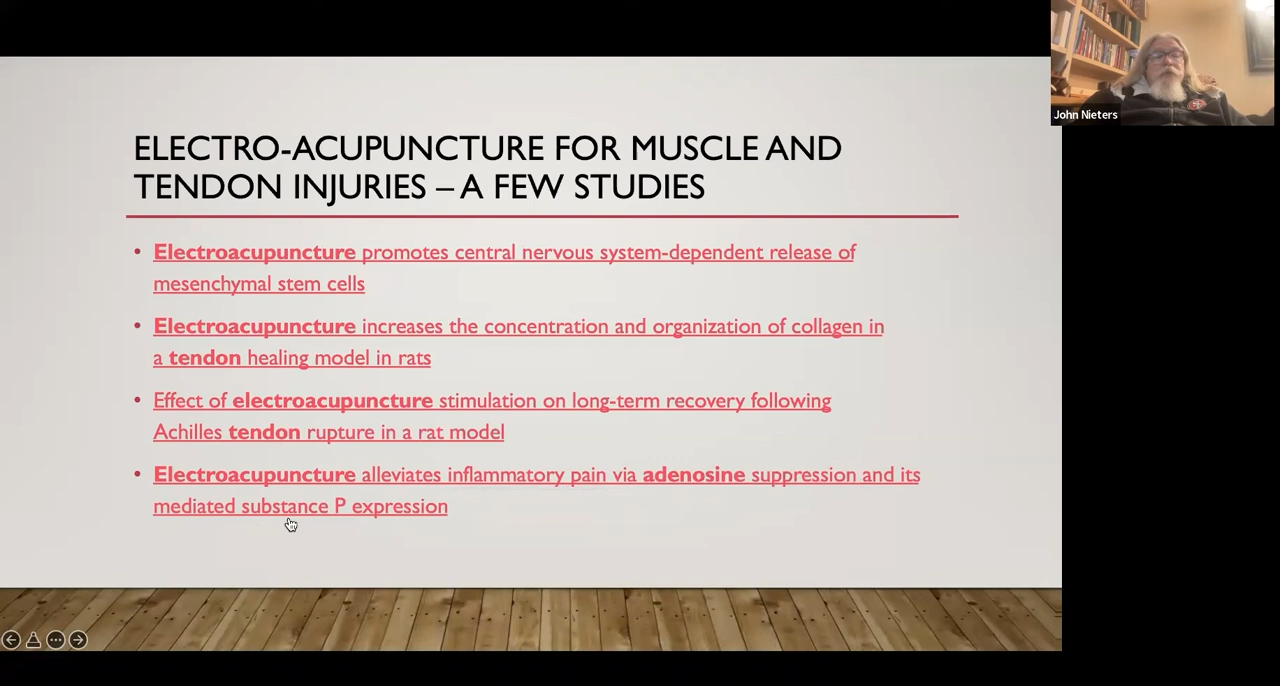 ELECTRO-ACUPUNCTURE FOR MUSCLE AND
TENDON INJURIES – A FEW STUDIES
• Electroacupuncture promotes central nervous system-dependent release of
mesenchymal stem cells
• Electroacupuncture increases the concentration and organization of collagen in
a tendon healing model in rats
• Effect of electroacupuncture stimulation on long-term recovery following
Achilles tendon rupture in a rat model
• Electroacupuncture alleviates inflammatory pain via adenosine suppression and its
mediated substance P expression
John Nieters